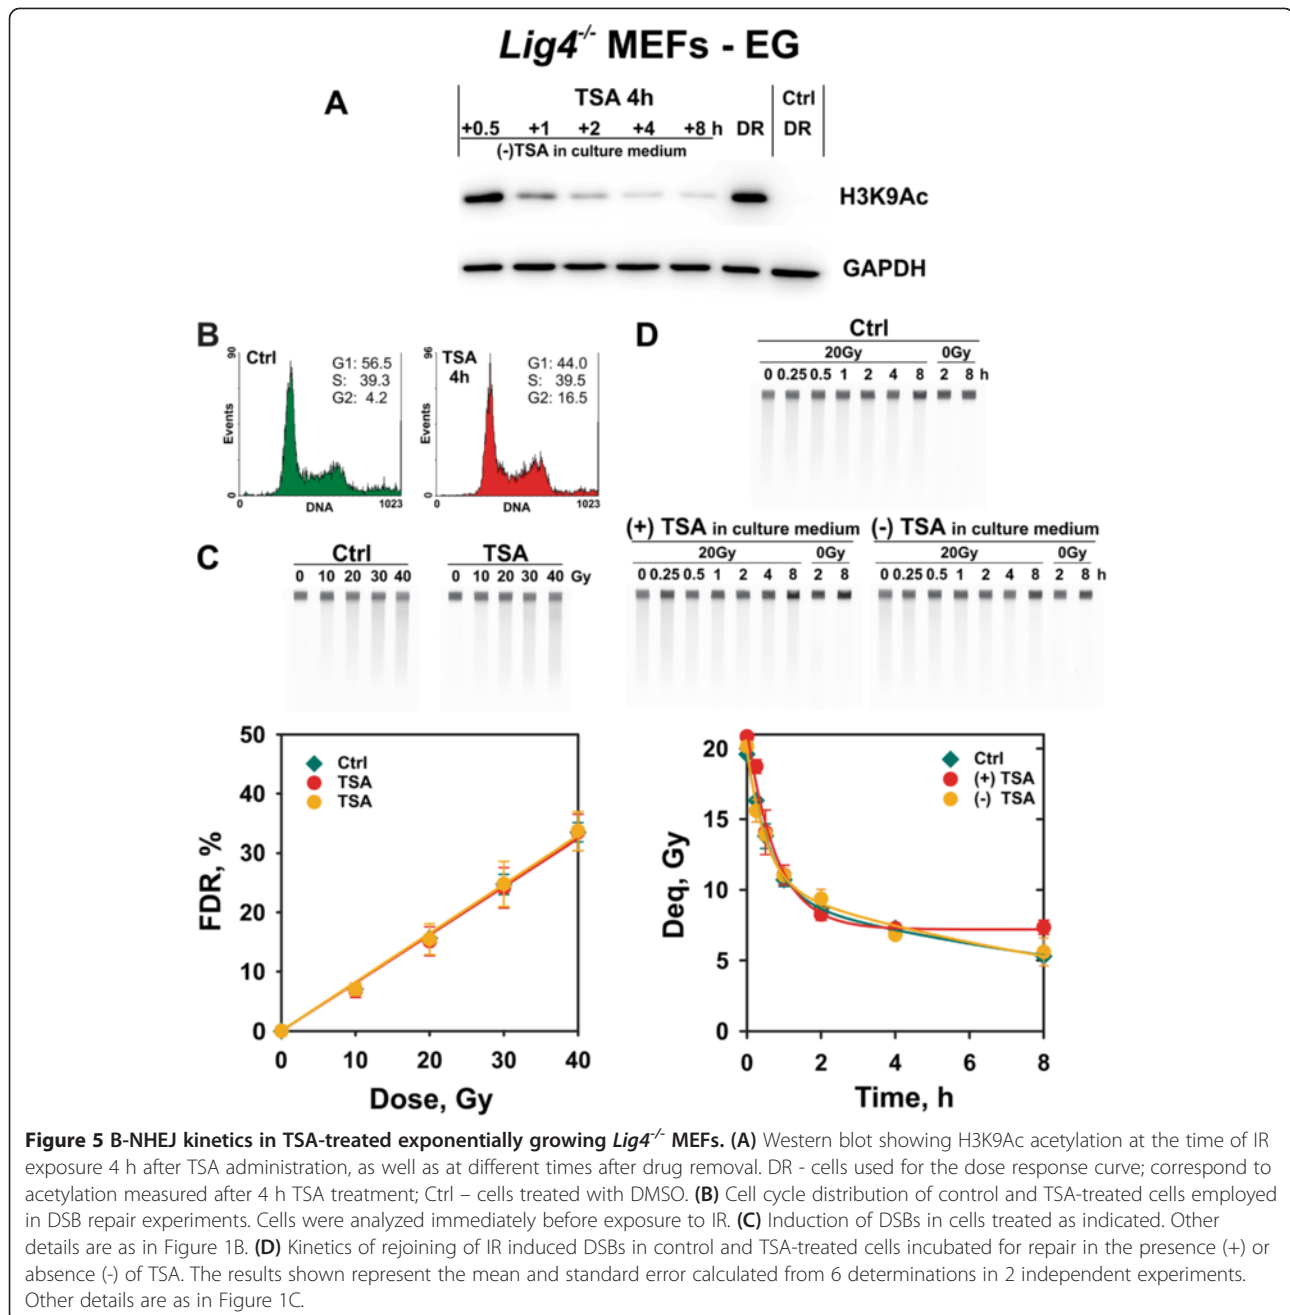 Lig4-/- MEFs - EG
A
TSA 4h
Ctrl
+0.5 +1 +2 +4 +8 h DR DR
(-)TSA in culture medium
H3K9Ac
GAPDH
B
90
Ctrl
G1: 56.5
S: 39.3
G2: 4.2
Events
0
0 1023
DNA
96
TSA
4h
G1: 44.0
S: 39.5
G2: 16.5
Events
0
0 1023
DNA
D
Ctrl
20Gy 0Gy
0 0.25 0.5 1 2 4 8 2 8 h
(+) TSA in culture medium
20Gy 0Gy
0 0.25 0.5 1 2 4 8 2 8
(-) TSA in culture medium
20Gy 0Gy
0 0.25 0.5 1 2 4 8 2 8 h
C
Ctrl TSA
0 10 20 30 40 0 10 20 30 40 Gy
50
40
30
20
10
0
FDR, %
Ctrl
TSA
TSA
0 10 20 30 40
Dose, Gy
20
15
10
5
0
Deq, Gy
Ctrl
(+) TSA
(-) TSA
0 2 4 6 8
Time, h
Figure 5 B-NHEJ kinetics in TSA-treated exponentially growing Lig4-/- MEFs. (A) Western blot showing H3K9Ac acetylation at the time of IR
exposure 4 h after TSA administration, as well as at different times after drug removal. DR - cells used for the dose response curve; correspond to
acetylation measured after 4 h TSA treatment; Ctrl – cells treated with DMSO. (B) Cell cycle distribution of control and TSA-treated cells employed
in DSB repair experiments. Cells were analyzed immediately before exposure to IR. (C) Induction of DSBs in cells treated as indicated. Other
details are as in Figure 1B. (D) Kinetics of rejoining of IR induced DSBs in control and TSA-treated cells incubated for repair in the presence (+) or
absence (-) of TSA. The results shown represent the mean and standard error calculated from 6 determinations in 2 independent experiments.
Other details are as in Figure 1C.